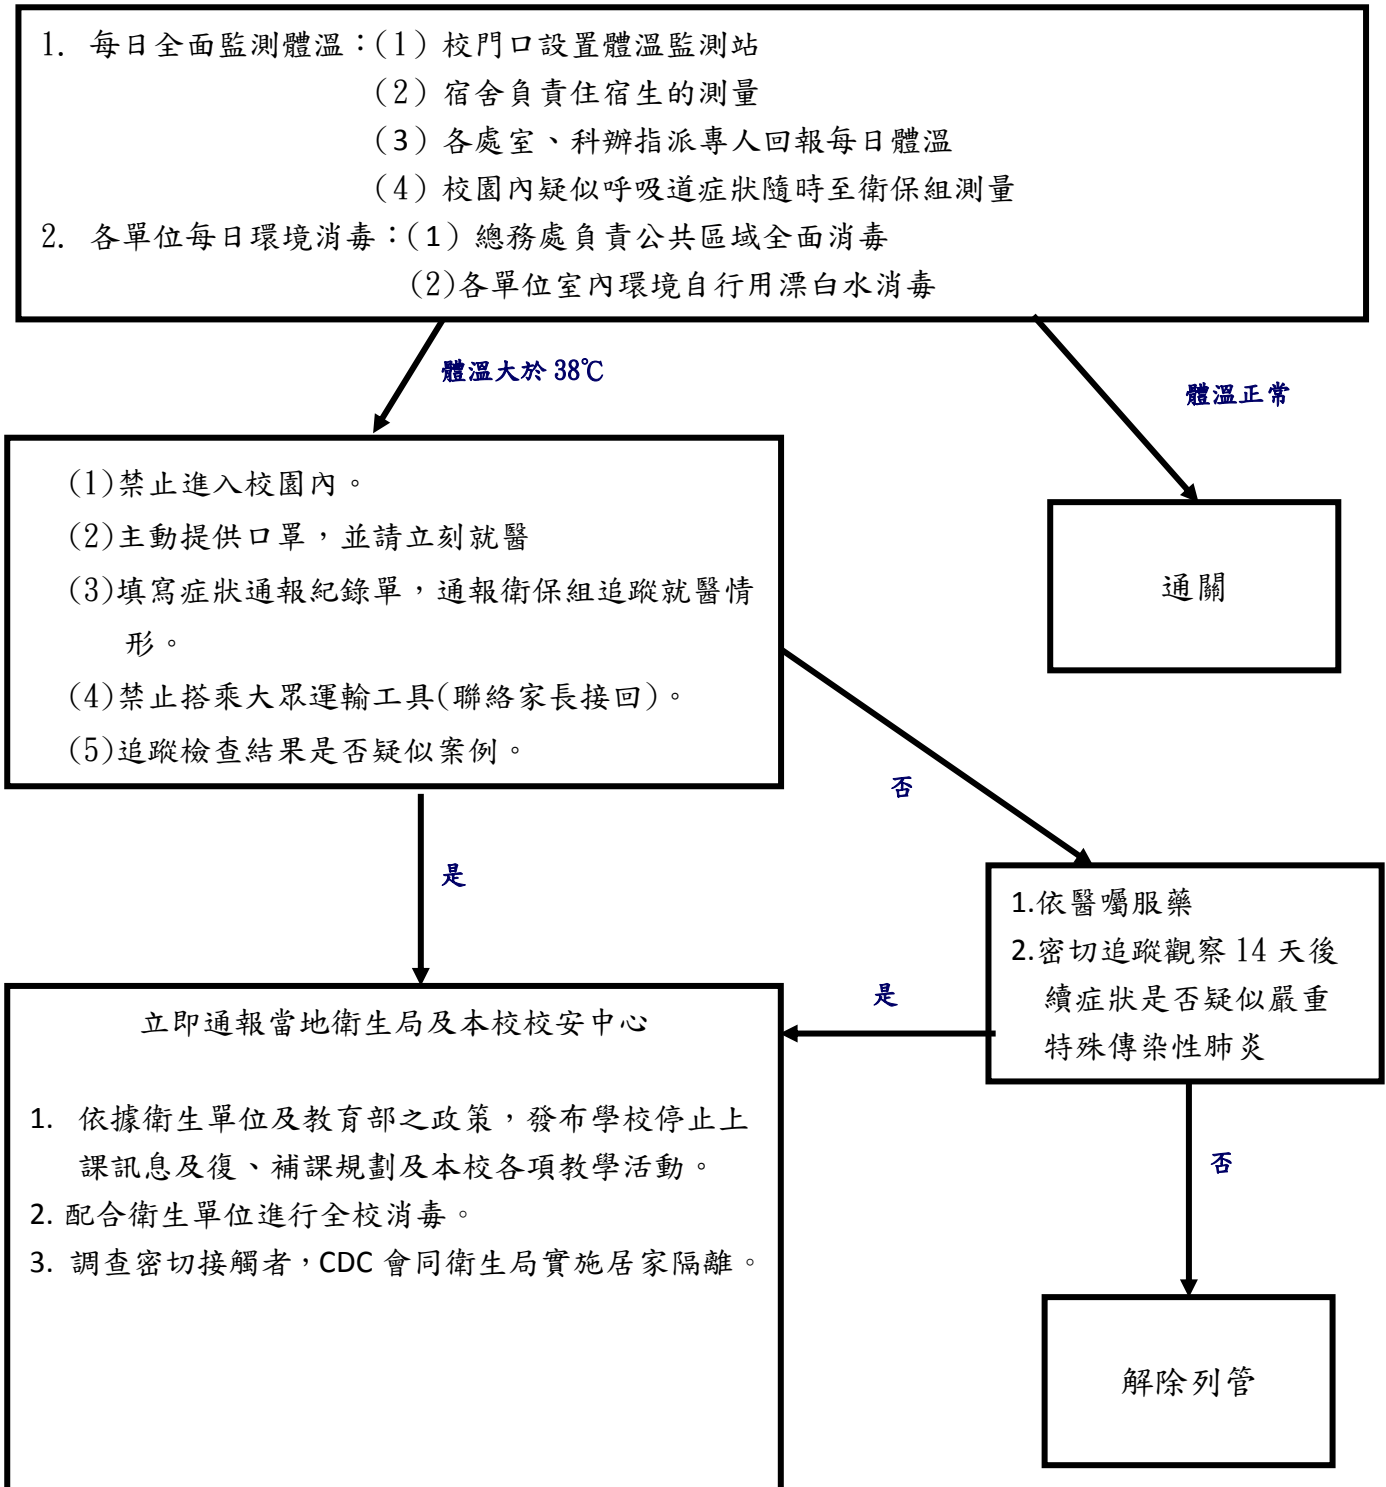 1. 每日全面監測體溫：(1) 校門口設置體溫監測站
(2) 宿舍負責住宿生的測量
(3) 各處室、科辦指派專人回報每日體溫
(4) 校園內疑似呼吸道症狀隨時至衛保組測量
2. 各單位每日環境消毒：(1) 總務處負責公共區域全面消毒
(2)各單位室內環境自行用漂白水消毒
體溫大於 38℃
體溫正常
(1)禁止進入校園內。
(2)主動提供口罩，並請立刻就醫
(3)填寫症狀通報紀錄單，通報衛保組追蹤就醫情
形。
(4)禁止搭乘大眾運輸工具(聯絡家長接回)。
(5)追蹤檢查結果是否疑似案例。
通關
否
是
1.依醫囑服藥
2.密切追蹤觀察 14 天後
續症狀是否疑似嚴重
特殊傳染性肺炎
是
立即通報當地衛生局及本校校安中心
1. 依據衛生單位及教育部之政策，發布學校停止上
課訊息及復、補課規劃及本校各項教學活動。
2. 配合衛生單位進行全校消毒。
3. 調查密切接觸者，CDC 會同衛生局實施居家隔離。
否
解除列管